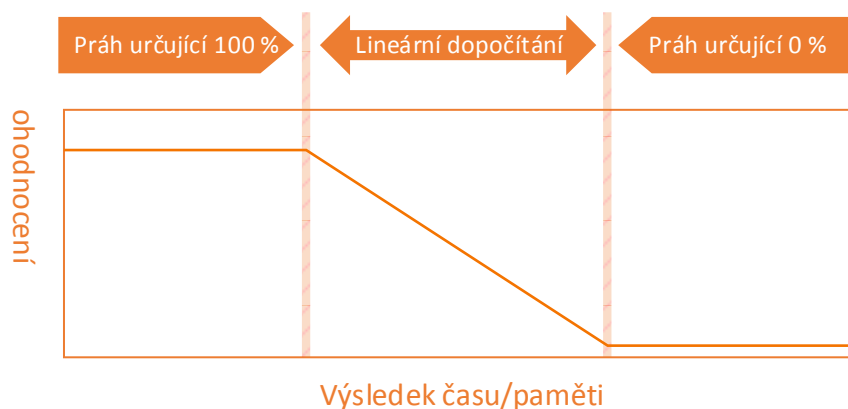 Práh určující 100 %
Lineární dopočítání
Práh určující 0 %
ohodnocení
Výsledek času/paměti